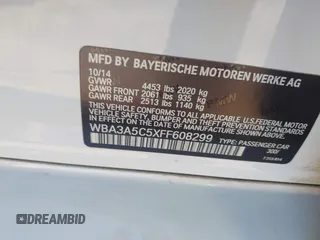 MFD BY BAYERISCHE MOTOREN WERKE AG
10/14
GVWR 4453 lbs 2020 kg
GAWR FRONT 2061 lbs 935 kg
GAWR REAR 2513 lbs 1140 kg
THIS VEHICLE CONFORMS TO ALL APPLICABLE U.S. FEDERAL MOTOR
VEHICLE SAFETY, BUMPER, AND THEFT PREVENTION STANDARDS IN
EFFECT ON THE DATE OF MANUFACTURE SHOWN ABOVE.
WBA3A5C5XFF608299
TYPE: PASSENGER CAR
DREAMBID